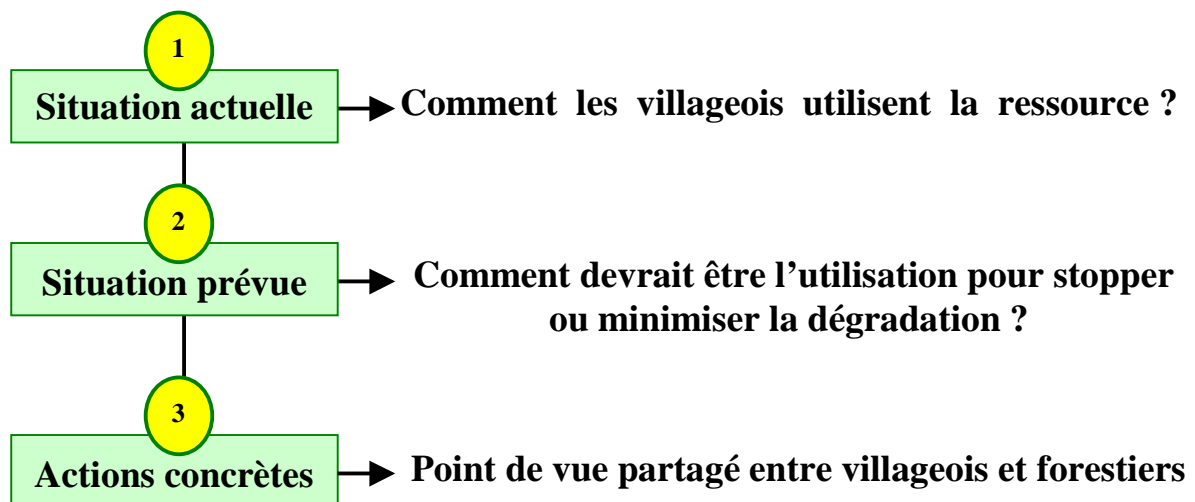 1
Situation actuelle
Comment les villageois utilisent la ressource ?
2
Situation prévue
Comment devrait être l’utilisation pour stopper
ou minimiser la dégradation ?
3
Actions concrètes
Point de vue partagé entre villageois et forestiers